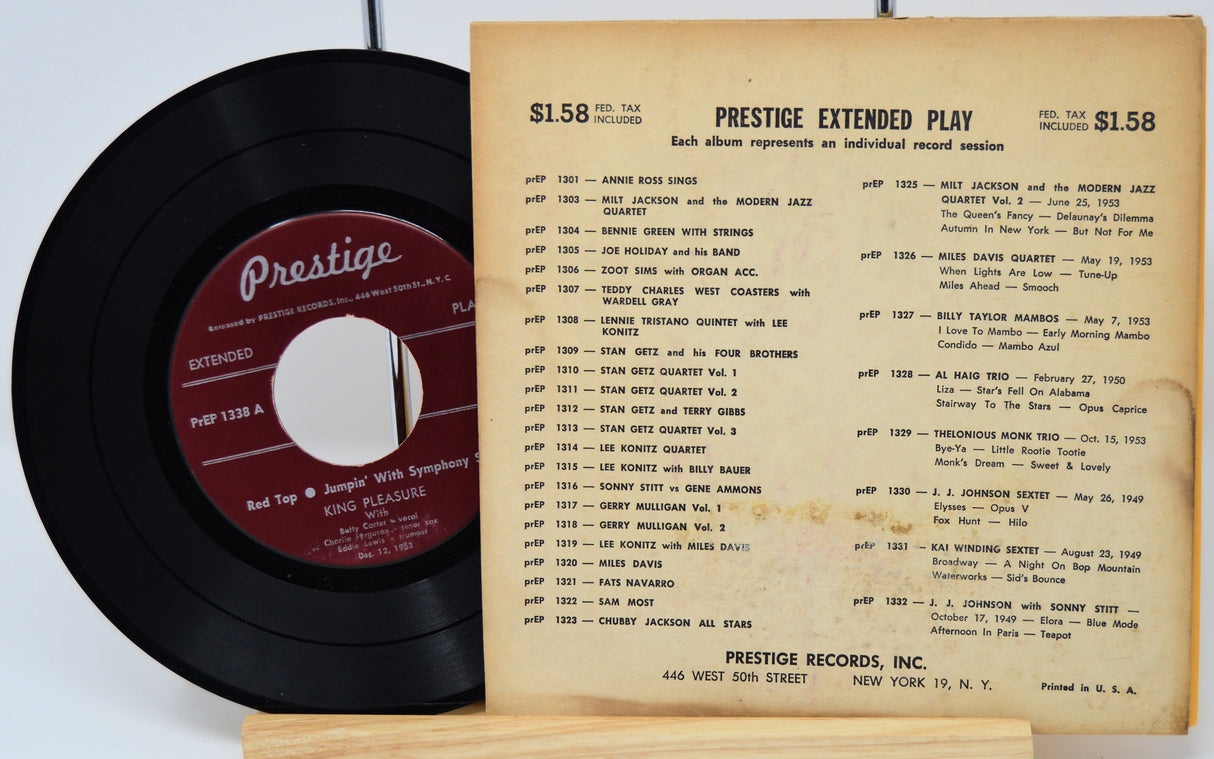 Prestige
Released by PRESTIGE RECORDS, Inc., 446 West 50th St., N.Y.C
EXTENDED PLA
PrEP 1338 A
Red Top ● Jumpin' With Symphony S
KING PLEASURE
With
Betty Carter - vocal
Charlie Ferguson - tenor sax
Eddie Lewis - trumpet
Dec. 12, 1952
$1.58 FED. TAX INCLUDED
PRESTIGE EXTENDED PLAY
FED. TAX INCLUDED $1.58
Each album represents an individual record session
prEP 1301 — ANNIE ROSS SINGS
prEP 1303 — MILT JACKSON and the MODERN JAZZ
QUARTET
prEP 1304 — BENNIE GREEN WITH STRINGS
prEP 1305 — JOE HOLIDAY and his BAND
prEP 1306 — ZOOT SIMS with ORGAN ACC.
prEP 1307 — TEDDY CHARLES WEST COASTERS with
WARDELL GRAY
prEP 1308 — LENNIE TRISTANO QUINTET with LEE
KONITZ
prEP 1309 — STAN GETZ and his FOUR BROTHERS
prEP 1310 — STAN GETZ QUARTET Vol. 1
prEP 1311 — STAN GETZ QUARTET Vol. 2
prEP 1312 — STAN GETZ and TERRY GIBBS
prEP 1313 — STAN GETZ QUARTET Vol. 3
prEP 1314 — LEE KONITZ QUARTET
prEP 1315 — LEE KONITZ with BILLY BAUER
prEP 1316 — SONNY STITT vs GENE AMMONS
prEP 1317 — GERRY MULLIGAN Vol. 1
prEP 1318 — GERRY MULLIGAN Vol. 2
prEP 1319 — LEE KONITZ with MILES DAVIS
prEP 1320 — MILES DAVIS
prEP 1321 — FATS NAVARRO
prEP 1322 — SAM MOST
prEP 1323 — CHUBBY JACKSON ALL STARS
prEP 1325 — MILT JACKSON and the MODERN JAZZ
QUARTET Vol. 2 — June 25, 1953
The Queen's Fancy — Delaunay's Dilemma
Autumn In New York — But Not For Me
prEP 1326 — MILES DAVIS QUARTET — May 19, 1953
When Lights Are Low — Tune-Up
Miles Ahead — Smooch
prEP 1327 — BILLY TAYLOR MAMBOS — May 7, 1953
I Love To Mambo — Early Morning Mambo
Condido — Mambo Azul
prEP 1328 — AL HAIG TRIO — February 27, 1950
Liza — Star's Fell On Alabama
Stairway To The Stars — Opus Caprice
prEP 1329 — THELONIOUS MONK TRIO — Oct. 15, 1953
Bye-Ya — Little Rootie Tootie
Monk's Dream — Sweet & Lovely
prEP 1330 — J. J. JOHNSON SEXTET — May 26, 1949
Elysses — Opus V
Fox Hunt — Hilo
prEP 1331 — KAI WINDING SEXTET — August 23, 1949
Broadway — A Night On Bop Mountain
Waterworks — Sid's Bounce
prEP 1332 — J. J. JOHNSON with SONNY STITT —
October 17, 1949 — Elora — Blue Mode
Afternoon In Paris — Teapot
PRESTIGE RECORDS, INC.
446 WEST 50th STREET NEW YORK 19, N. Y.
Printed in U. S. A.